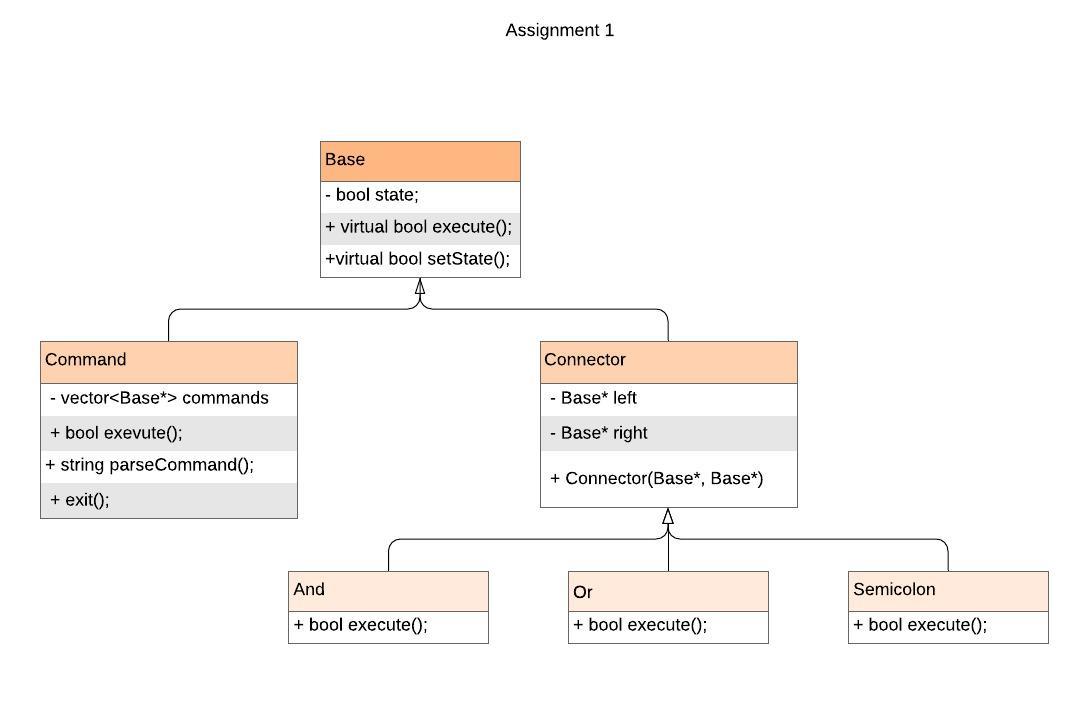 Assignment 1
Base
- bool state;
+ virtual bool execute();
+virtual bool setState();
Command
- vector<Base*> commands
+ bool exevute();
+ string parseCommand();
+ exit();
Connector
- Base* left
- Base* right
+ Connector(Base*, Base*)
And
+ bool execute();
Or
+ bool execute();
Semicolon
+ bool execute();